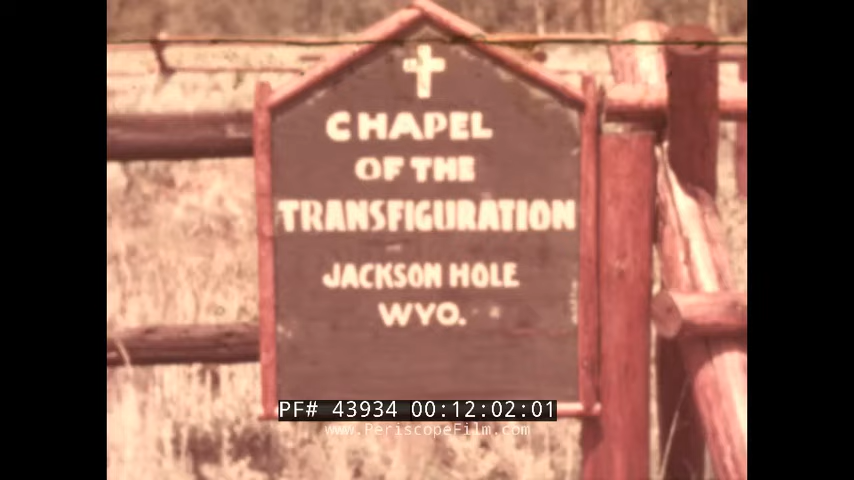 CHAPEL
OF THE
TRANSFIGURATION
JACKSON HOLE
WYO.
PF# 43934 00:12:02:01
www.PeriscopeFilm.com